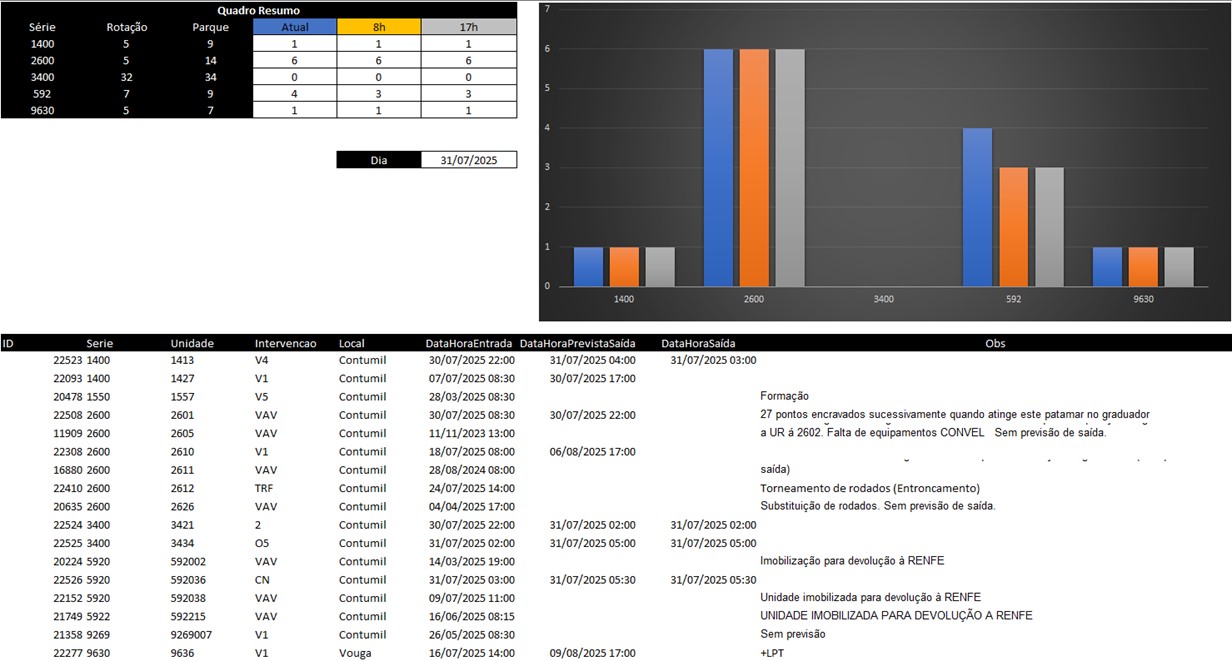 Quadro Resumo
Série Rotação Parque Atual 8h 17h
1400 5 9 1 1 1
2600 5 14 6 6 6
3400 32 34 0 0 0
592 7 9 4 3 3
9630 5 7 1 1 1
Dia 31/07/2025
7
6
5
4
3
2
1
0
1400 2600 3400 592 9630
ID Serie Unidade Intervencao Local DataHoraEntrada DataHoraPrevistaSaída DataHoraSaída Obs
22523 1400 1413 V4 Contumil 30/07/2025 22:00 31/07/2025 04:00 31/07/2025 03:00
22093 1400 1427 V1 Contumil 07/07/2025 08:30 30/07/2025 17:00
20478 1550 1557 V5 Contumil 28/03/2025 08:30 Formação
22508 2600 2601 VAV Contumil 30/07/2025 08:30 30/07/2025 22:00 27 pontos encravados sucessivamente quando atinge este patamar no graduador
11909 2600 2605 VAV Contumil 11/11/2023 13:00 a UR á 2602. Falta de equipamentos CONVEL Sem previsão de saída.
22308 2600 2610 V1 Contumil 18/07/2025 08:00 06/08/2025 17:00
16880 2600 2611 VAV Contumil 28/08/2024 08:00 saída)
22410 2600 2612 TRF Contumil 24/07/2025 14:00 Torneamento de rodados (Entroncamento)
20635 2600 2626 VAV Contumil 04/04/2025 17:00 Substituição de rodados. Sem previsão de saída.
22524 3400 3421 2 Contumil 30/07/2025 22:00 31/07/2025 02:00 31/07/2025 02:00
22525 3400 3434 O5 Contumil 31/07/2025 02:00 31/07/2025 05:00 31/07/2025 05:00
20224 5920 592002 VAV Contumil 14/03/2025 19:00 Imobilização para devolução à RENFE
22526 5920 592036 CN Contumil 31/07/2025 03:00 31/07/2025 05:30 31/07/2025 05:30
22152 5920 592038 VAV Contumil 09/07/2025 11:00 Unidade imobilizada para devolução à RENFE
21749 5922 592215 VAV Contumil 16/06/2025 08:15 UNIDADE IMOBILIZADA PARA DEVOLUÇÃO A RENFE
21358 9269 9269007 V1 Contumil 26/05/2025 08:30 Sem previsão
22277 9630 9636 V1 Vouga 16/07/2025 14:00 09/08/2025 17:00 +LPT